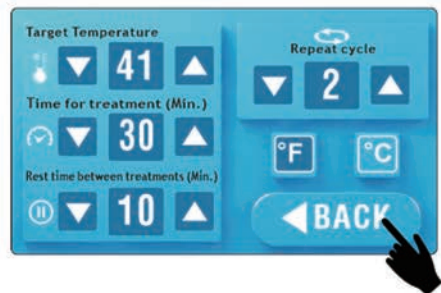 Target Temperature
41
Time for treatment (Min.)
30
Rest time between treatments (Min.)
10
Repeat cycle
2
°F °C
BACK